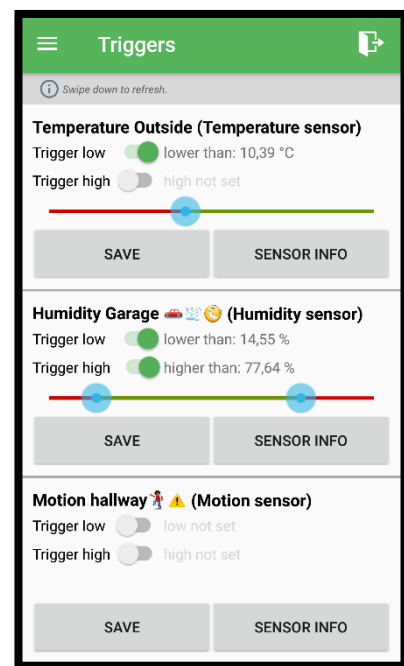 Triggers
Swipe down to refresh.
Temperature Outside (Temperature sensor)
Trigger low lower than: 10,39 °C
Trigger high high not set
SAVE SENSOR INFO
Humidity Garage 🚗💦🥳 (Humidity sensor)
Trigger low lower than: 14,55 %
Trigger high higher than: 77,64 %
SAVE SENSOR INFO
Motion hallway 💃⚠️ (Motion sensor)
Trigger low low not set
Trigger high high not set
SAVE SENSOR INFO